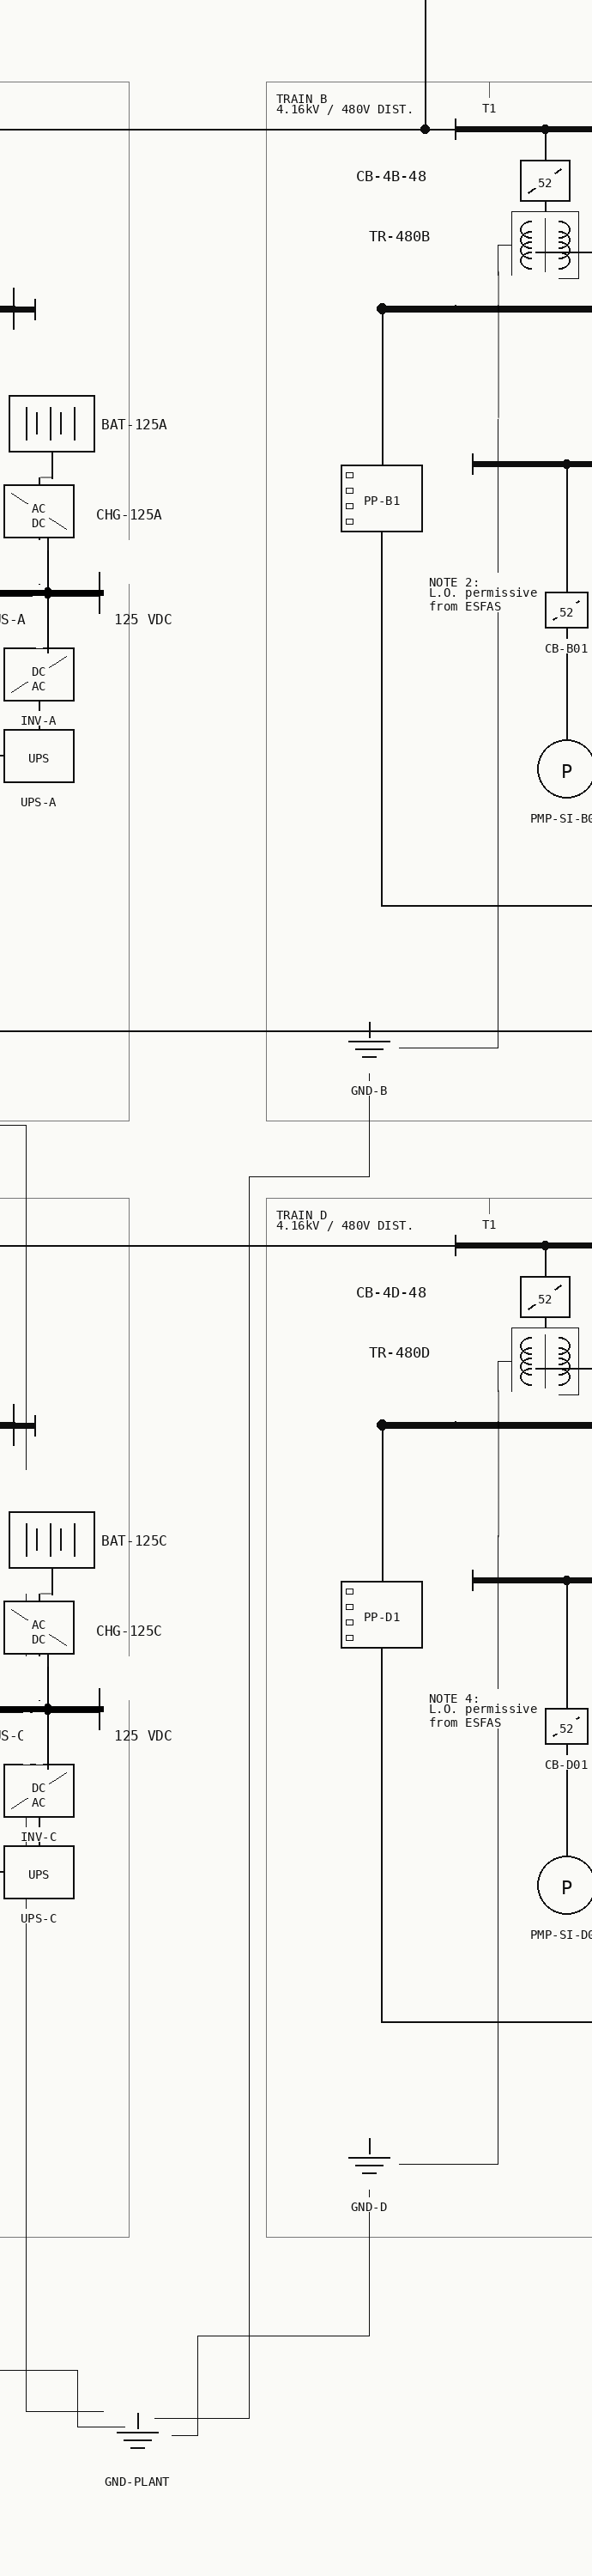 TRAIN B
4.16kV / 480V DIST.
T1
CB-4B-48
52
TR-480B
BAT-125A
AC
DC
CHG-125A
PP-B1
NOTE 2:
L.O. permissive
from ESFAS
52
CB-B01
125 VDC
DC
AC
INV-A
UPS
UPS-A
P
GND-B
TRAIN D
4.16kV / 480V DIST.
T1
CB-4D-48
52
TR-480D
BAT-125C
AC
DC
CHG-125C
PP-D1
NOTE 4:
L.O. permissive
from ESFAS
52
CB-D01
125 VDC
DC
AC
INV-C
UPS
UPS-C
P
GND-D
GND-PLANT